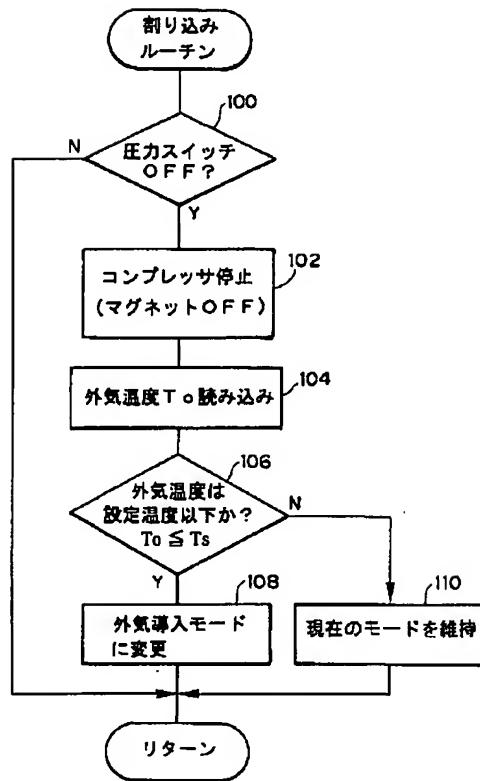 割り込み
ルーチン
100
N
圧力スイッチ
OFF?
Y
102
コンプレッサ停止
(マグネットOFF)
104
外気温度To読み込み
106
外気温度は
設定温度以下か?
To≦Ts
N
Y
108
外気導入モード
に変更
110
現在のモードを維持
リターン